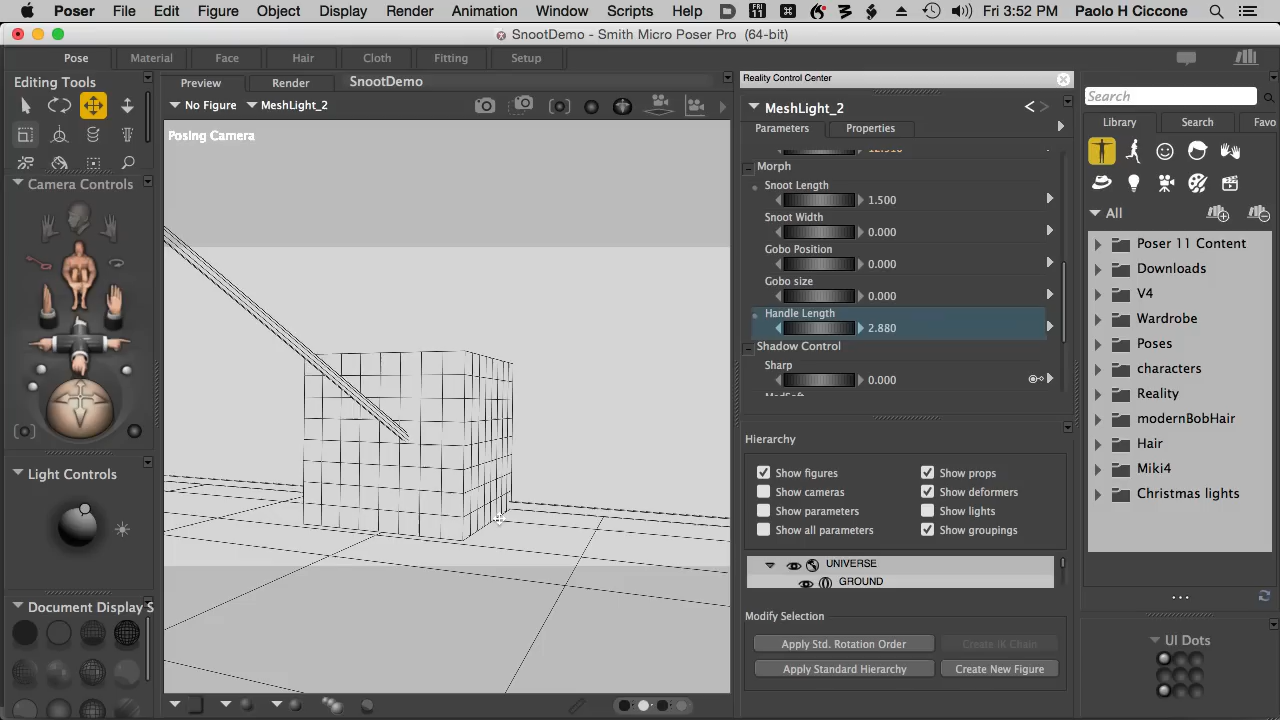 Poser File Edit Figure Object Display Render Animation Window Scripts Help FRI 11 Fri 3:52 PM Paolo H Ciccone
SnootDemo - Smith Micro Poser Pro (64-bit)
Pose Material Face Hair Cloth Fitting Setup
Editing Tools
Preview Render SnootDemo
No Figure MeshLight_2
Posing Camera
Camera Controls
Light Controls
Document Display S
Reality Control Center
MeshLight_2
Parameters Properties
Morph
Snoot Length
1.500
Snoot Width
0.000
Gobo Position
0.000
Gobo size
0.000
Handle Length
2.880
Shadow Control
Sharp
0.000
Hierarchy
Show figures Show props
Show cameras Show deformers
Show parameters Show lights
Show all parameters Show groupings
UNIVERSE
GROUND
Modify Selection
Apply Std. Rotation Order Create IK Chain
Apply Standard Hierarchy Create New Figure
Search
Library Search Favo
All
Poser 11 Content
Downloads
V4
Wardrobe
Poses
characters
Reality
modernBobHair
Hair
Miki4
Christmas lights
UI Dots